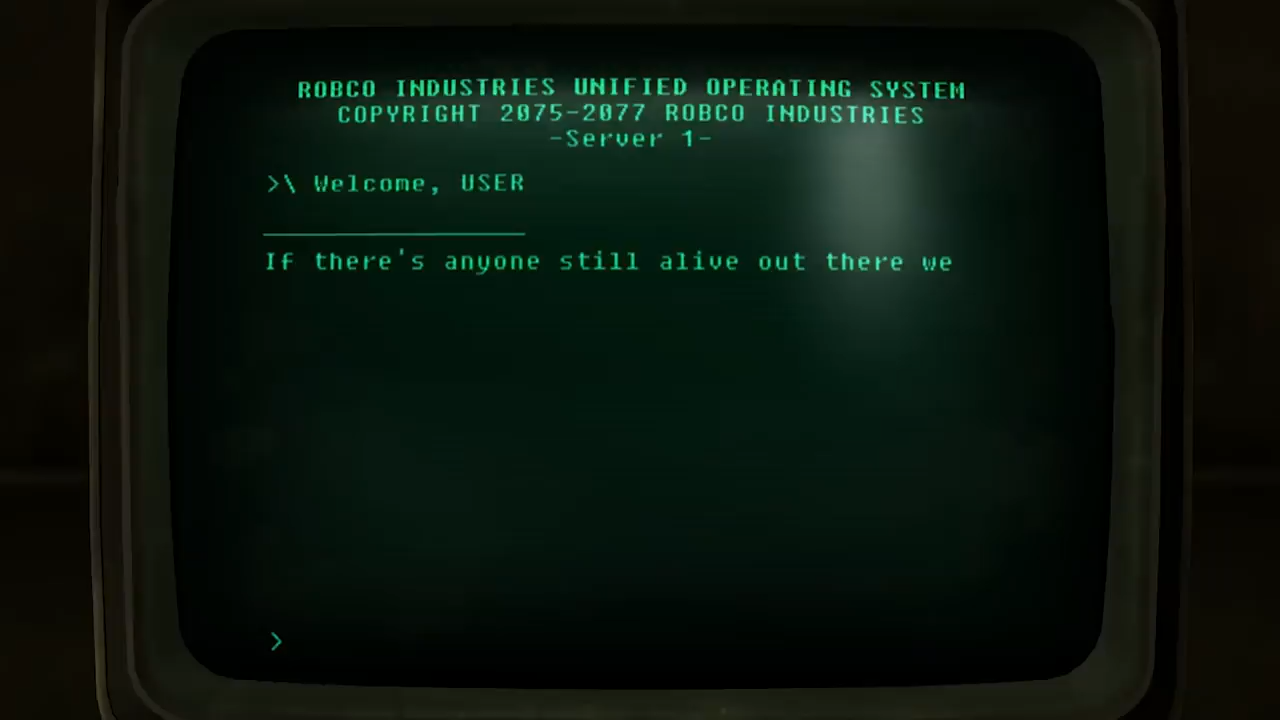 ROBCO INDUSTRIES UNIFIED OPERATING SYSTEM
COPYRIGHT 2075-2077 ROBCO INDUSTRIES
-Server 1-
>\ Welcome, USER
If there's anyone still alive out there we
>